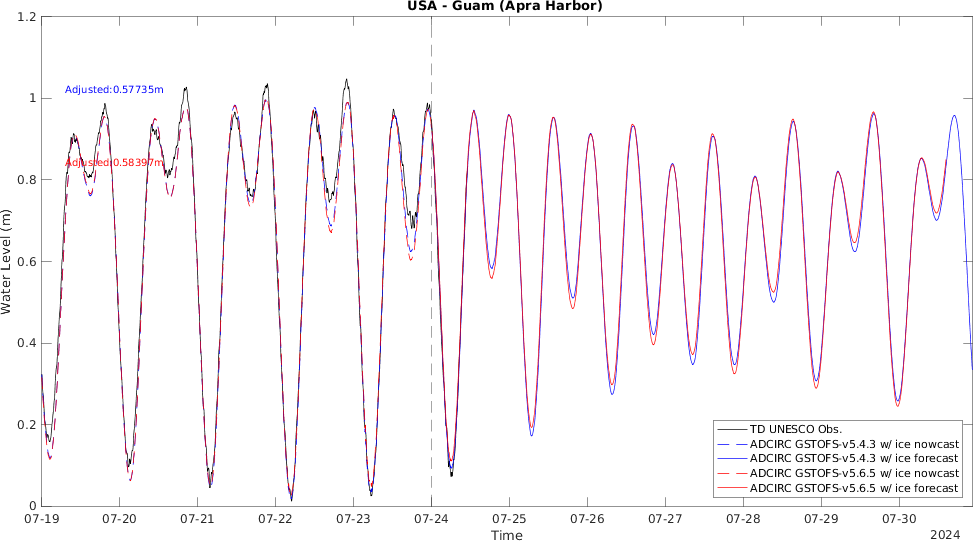 USA - Guam (Apra Harbor)
1.2
1
0.8
0.6
0.4
0.2
0
Water Level (m)
Adjusted:0.57735m
Adjusted:0.58397m
TD UNESCO Obs.
ADCIRC GSTOFS-v5.4.3 w/ ice nowcast
ADCIRC GSTOFS-v5.4.3 w/ ice forecast
ADCIRC GSTOFS-v5.6.5 w/ ice nowcast
ADCIRC GSTOFS-v5.6.5 w/ ice forecast
07-19 07-20 07-21 07-22 07-23 07-24 07-25 07-26 07-27 07-28 07-29 07-30
Time
2024